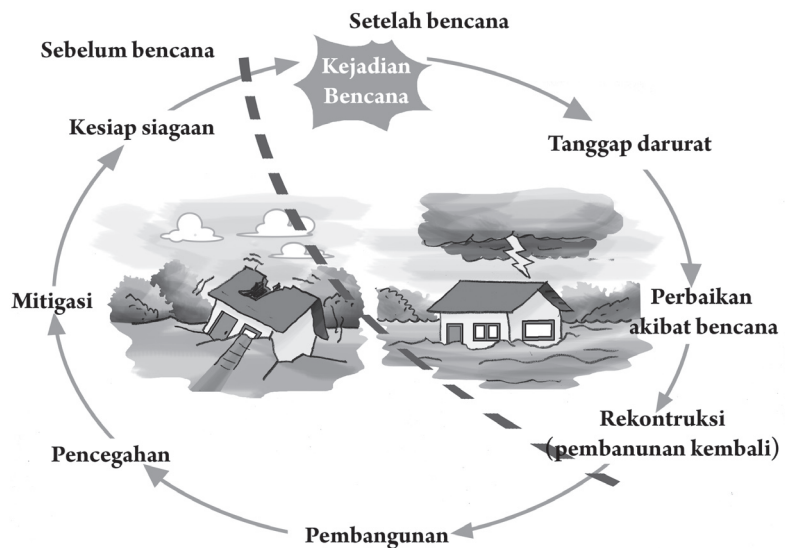 Setelah bencana
Sebelum bencana
Kejadian
Bencana
Kesiap siagaan
Tanggap darurat
Mitigasi
Perbaikan
akibat bencana
Rekontruksi
(pembanunan kembali)
Pencegahan
Pembangunan